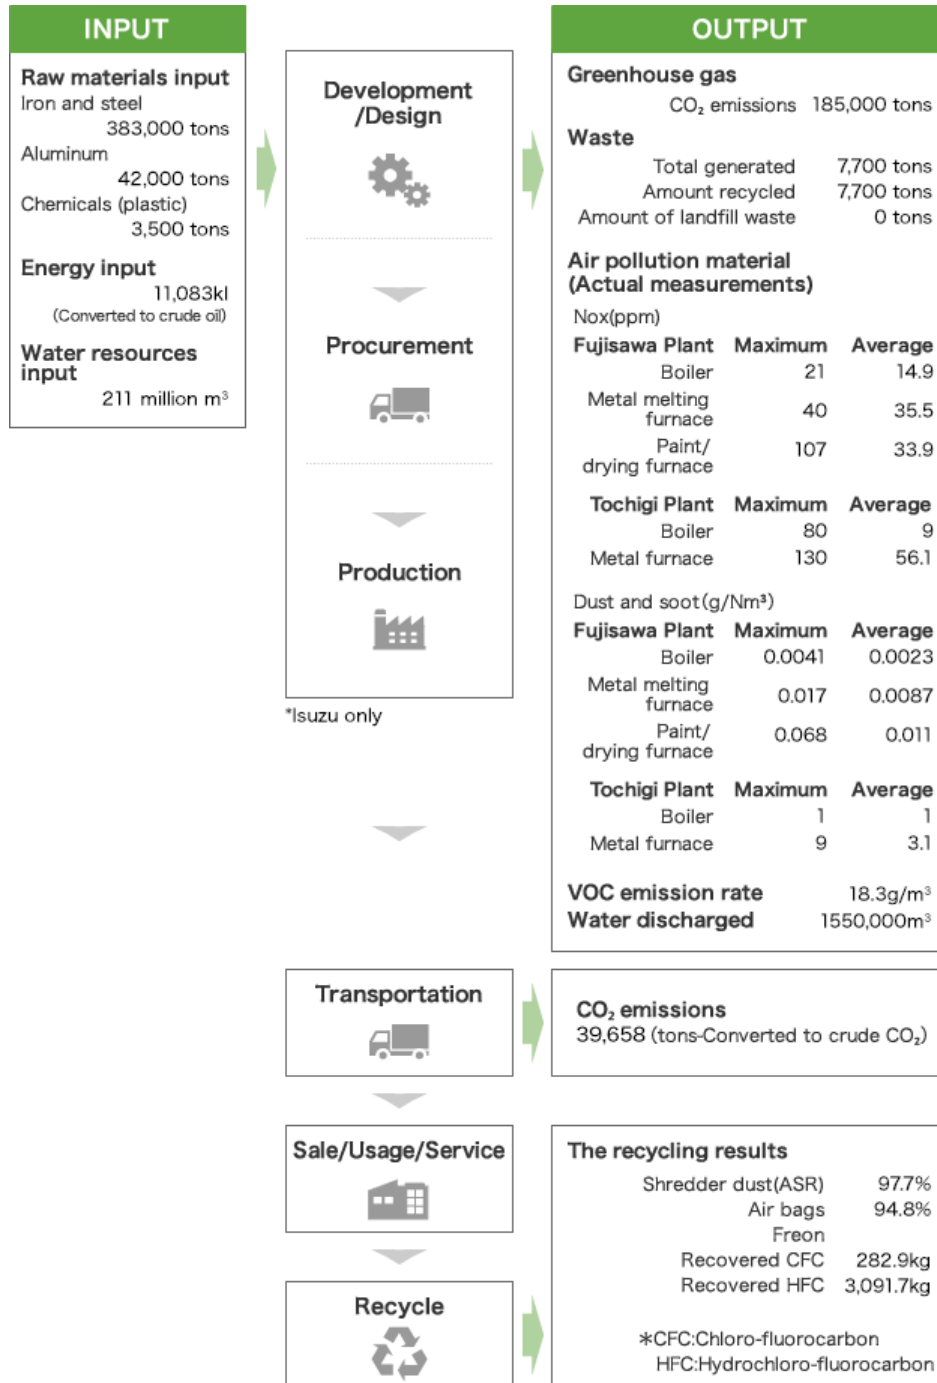 INPUT
Raw materials input
Iron and steel
383,000 tons
Aluminum
42,000 tons
Chemicals (plastic)
3,500 tons
Energy input
11,083kl
(Converted to crude oil)
Water resources
input
211 million m³
Development
/Design
Procurement
Production
*Isuzu only
OUTPUT
Greenhouse gas
CO₂ emissions 185,000 tons
Waste
Total generated 7,700 tons
Amount recycled 7,700 tons
Amount of landfill waste 0 tons
Air pollution material
(Actual measurements)
Nox(ppm)
Fujisawa Plant Maximum Average
Boiler 21 14.9
Metal melting
furnace 40 35.5
Paint/
drying furnace 107 33.9
Tochigi Plant Maximum Average
Boiler 80 9
Metal furnace 130 56.1
Dust and soot(g/Nm³)
Fujisawa Plant Maximum Average
Boiler 0.0041 0.0023
Metal melting
furnace 0.017 0.0087
Paint/
drying furnace 0.068 0.011
Tochigi Plant Maximum Average
Boiler 1 1
Metal furnace 9 3.1
VOC emission rate 18.3g/m³
Water discharged 1550,000m³
Transportation
CO₂ emissions
39,658 (tons-Converted to crude CO₂)
Sale/Usage/Service
Recycle
The recycling results
Shredder dust(ASR) 97.7%
Air bags 94.8%
Freon
Recovered CFC 282.9kg
Recovered HFC 3,091.7kg
＊CFC:Chloro-fluorocarbon
HFC:Hydrochloro-fluorocarbon